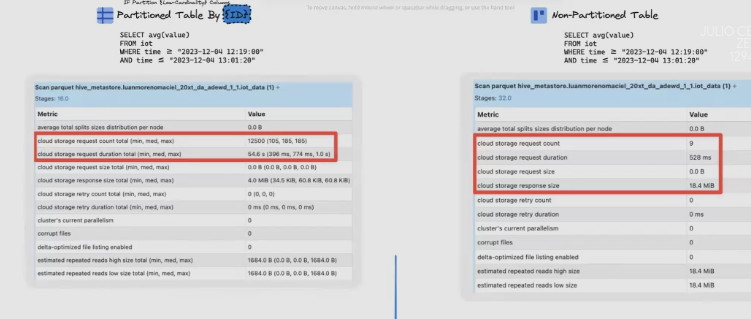 To move canvas, hold mouse wheel or spacebar while dragging, or use the hand tool
Partitioned Table By {ID}
SELECT avg(value)
FROM iot
WHERE time ≥ "2023-12-04 12:19:00"
AND time ≤ "2023-12-04 13:01:20"
Scan parquet hive_metastore.luanmorenomaciel_20xt_da_adewd_1_1.iot_data (1)
Stages: 16.0
Metric Value
average total splits sizes distribution per node 0.0 B
cloud storage request count total (min, med, max) 12500 (105, 185, 185)
cloud storage request duration total (min, med, max) 54.6 s (396 ms, 774 ms, 1.0 s)
cloud storage request size total (min, med, max) 0.0 B (0.0 B, 0.0 B, 0.0 B)
cloud storage response size total (min, med, max) 4.0 MiB (34.5 KiB, 60.8 KiB, 60.8 KiB)
cloud storage retry count total (min, med, max) 0 (0, 0, 0)
cloud storage retry duration total (min, med, max) 0 ms (0 ms, 0 ms, 0 ms)
cluster's current parallelism 0
corrupt files 0
delta-optimized file listing enabled 0
estimated repeated reads high size total (min, med, max) 1684.0 B (0.0 B, 0.0 B, 1684.0 B)
estimated repeated reads low size total (min, med, max) 1684.0 B (0.0 B, 0.0 B, 1684.0 B)
Non-Partitioned Table
JULIO CE
ZE
SELECT avg(value)
FROM iot
WHERE time ≥ "2023-12-04 12:19:00"
AND time ≤ "2023-12-04 13:01:20"
Scan parquet hive_metastore.luanmorenomaciel_20xt_da_adewd_1_1.iot_data (1)
Stages: 32.0
Metric Value
average total splits sizes distribution per node 0.0 B
cloud storage request count 9
cloud storage request duration 528 ms
cloud storage request size 0.0 B
cloud storage response size 18.4 MiB
cloud storage retry count 0
cloud storage retry duration 0 ms
cluster's current parallelism 0
corrupt files 0
delta-optimized file listing enabled 0
estimated repeated reads high size 18.4 MiB
estimated repeated reads low size 18.4 MiB